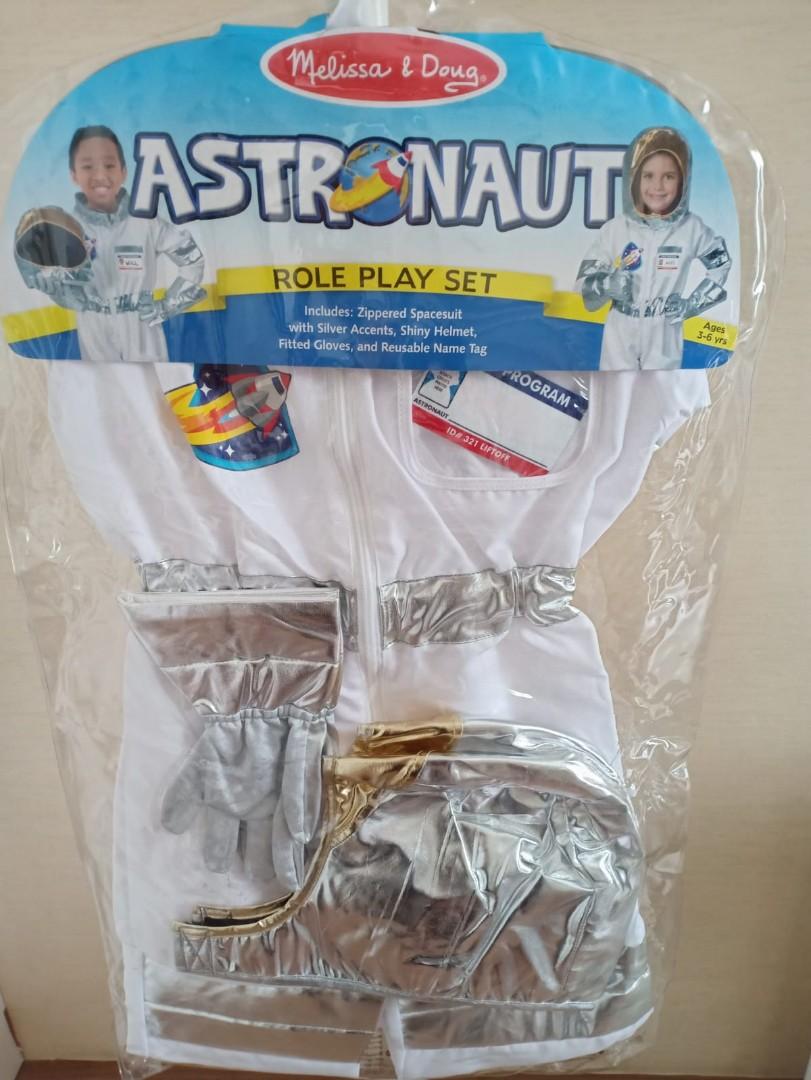 Melissa & Doug®
ASTRONAUT
ROLE PLAY SET
Includes: Zippered Spacesuit
with Silver Accents, Shiny Helmet,
Fitted Gloves, and Reusable Name Tag
Ages
3-6 yrs
PROGRAM
ASTRONAUT
ID# 321 LIFTOFF